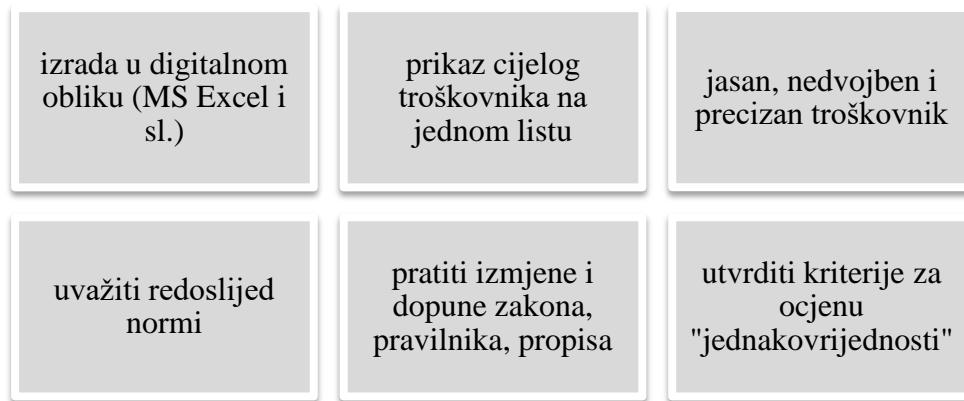 izrada u digitalnom
obliku (MS Excel i
sl.)
prikaz cijelog
troškovnika na
jednom listu
jasan, nedvojben i
precizan troškovnik
uvažiti redoslijed
normi
pratiti izmjene i
dopune zakona,
pravilnika, propisa
utvrditi kriterije za
ocjenu
"jednakovrijednosti"